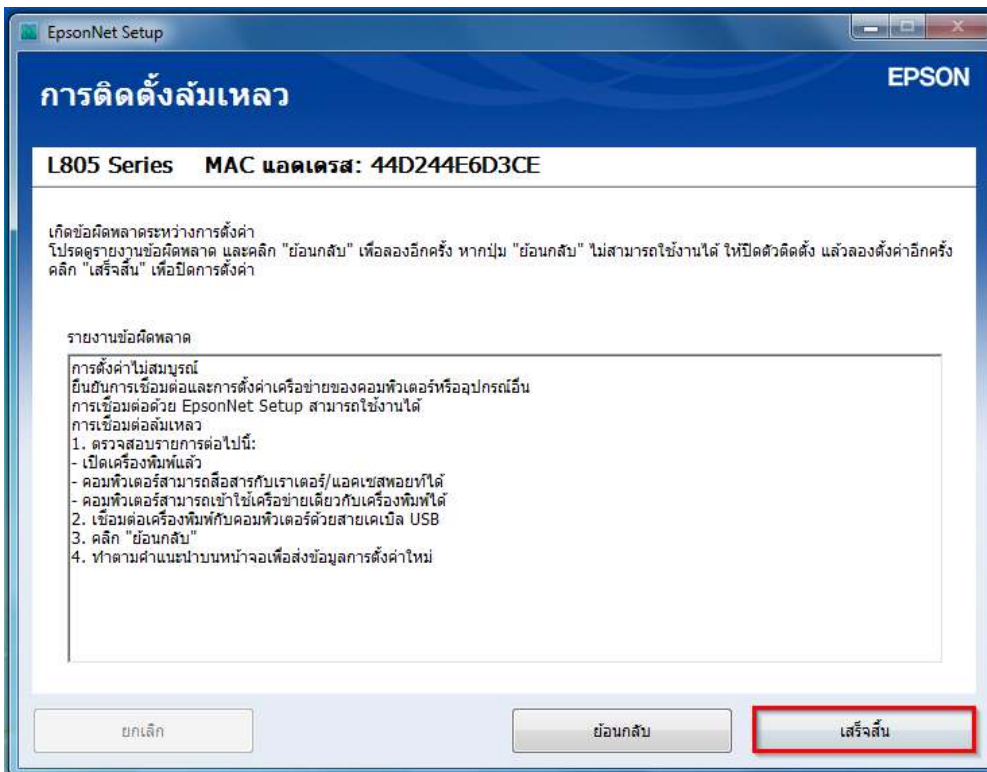 EpsonNet Setup
EPSON
การติดตั้งล้มเหลว
L805 Series MAC แอดเดรส: 44D244E6D3CE
เกิดข้อผิดพลาดระหว่างการตั้งค่า
โปรดดูรายงานข้อผิดพลาด และคลิก "ย้อนกลับ" เพื่อลองอีกครั้ง หากปุ่ม "ย้อนกลับ" ไม่สามารถใช้งานได้ ให้ปิดตัวติดตั้ง แล้วลองตั้งค่าอีกครั้ง
คลิก "เสร็จสิ้น" เพื่อปิดการตั้งค่า
รายงานข้อผิดพลาด
การตั้งค่าไม่สมบูรณ์
ยืนยันการเชื่อมต่อและการตั้งค่าเครือข่ายของคอมพิวเตอร์หรืออุปกรณ์อื่น
การเชื่อมต่อด้วย EpsonNet Setup สามารถใช้งานได้
การเชื่อมต่อล้มเหลว
1. ตรวจสอบรายการต่อไปนี้:
- เปิดเครื่องพิมพ์แล้ว
- คอมพิวเตอร์สามารถสื่อสารกับเราเตอร์/แอคเซสพอยท์ได้
- คอมพิวเตอร์สามารถเข้าใช้เครือข่ายเดียวกับเครื่องพิมพ์ได้
2. เชื่อมต่อเครื่องพิมพ์กับคอมพิวเตอร์ด้วยสายเคเบิล USB
3. คลิก "ย้อนกลับ"
4. ทำตามคำแนะนำบนหน้าจอเพื่อส่งข้อมูลการตั้งค่าใหม่
ยกเลิก
ย้อนกลับ
เสร็จสิ้น